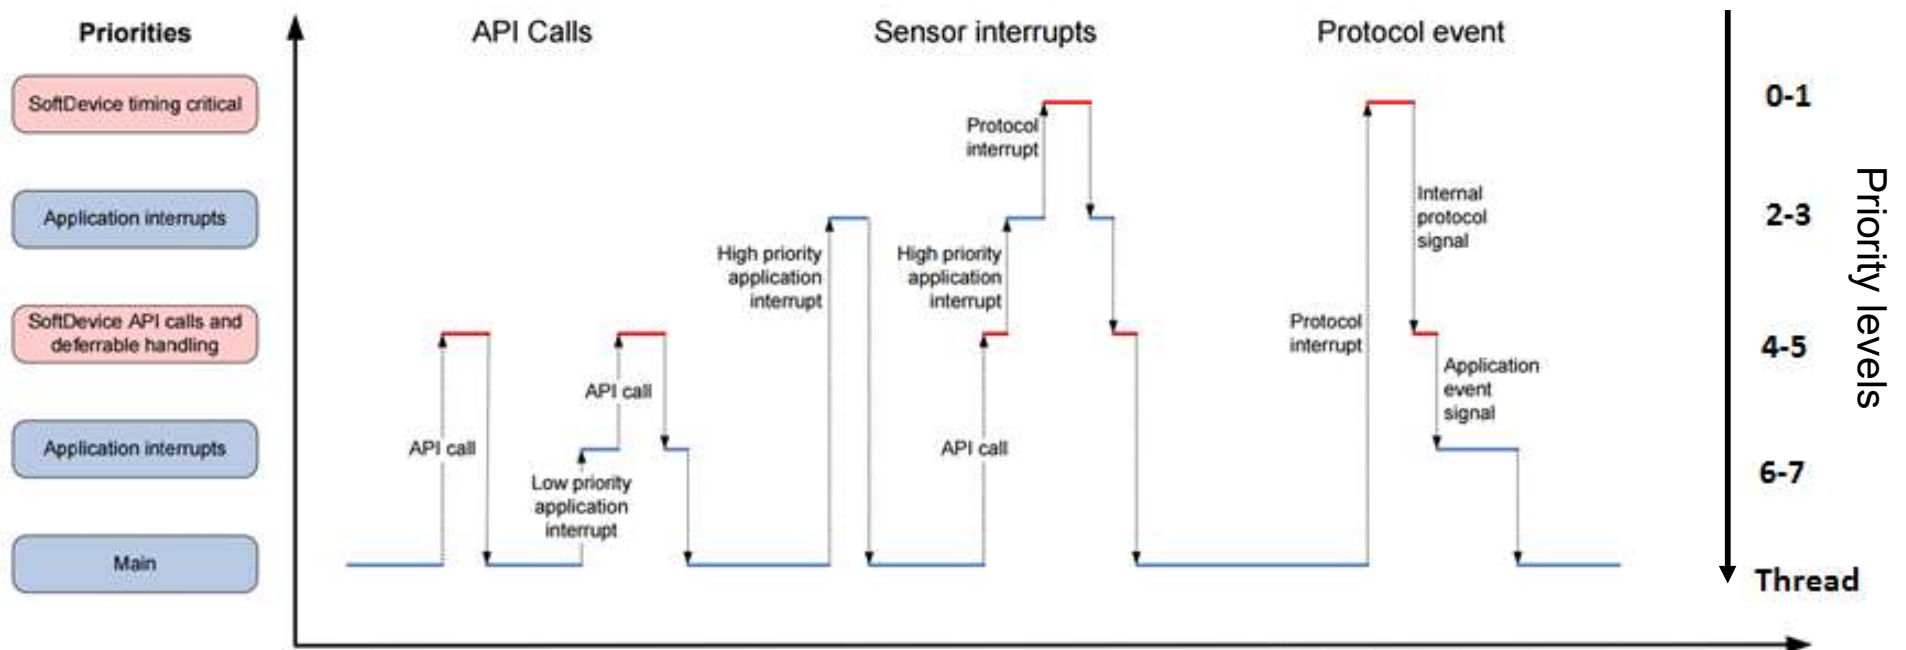 Priorities
API Calls
Sensor interrupts
Protocol event
SoftDevice timing critical
Application interrupts
SoftDevice API calls and
deferrable handling
Application interrupts
Main
API call
Low priority
application
interrupt
API call
High priority
application
interrupt
API call
High priority
application
interrupt
Protocol
interrupt
Protocol
interrupt
Internal
protocol
signal
Application
event
signal
0-1
2-3
4-5
6-7
Thread
Priority levels